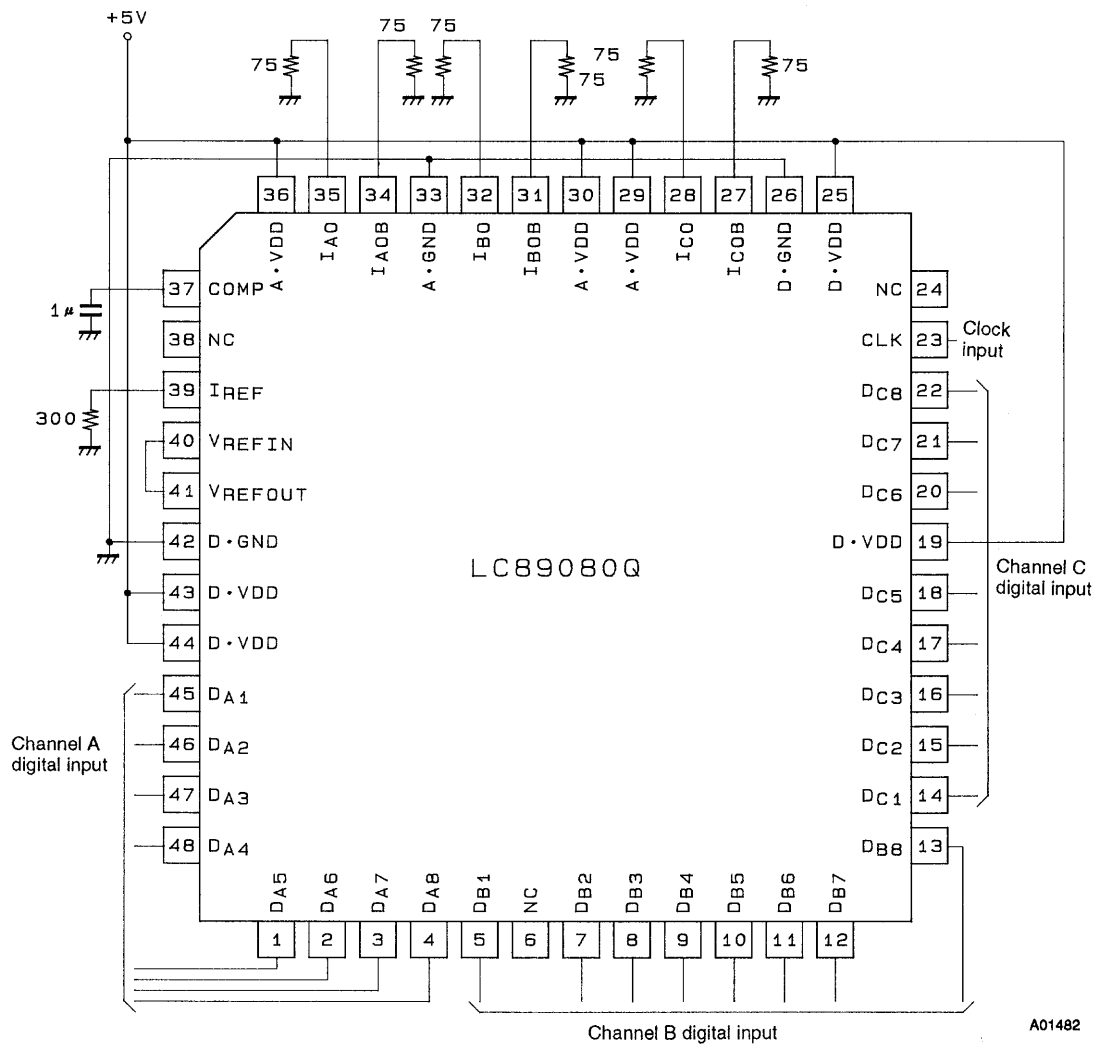 +5V
75
75
75
75
75
75
36
35
34
33
32
31
30
29
28
27
26
25
A·VDD
IAO
IAOB
A·GND
IBO
IBOB
A·VDD
A·VDD
ICO
ICOB
D·GND
D·VDD
37 COMP
1μ
38 NC
39 IREF
300
40 VREFIN
41 VREFOUT
42 D·GND
43 D·VDD
44 D·VDD
45 DA1
46 DA2
47 DA3
48 DA4
Channel A
digital input
LC89080Q
NC 24
CLK 23
Clock
input
DC8 22
DC7 21
DC6 20
D·VDD 19
DC5 18
DC4 17
DC3 16
DC2 15
DC1 14
DB8 13
Channel C
digital input
DA5
DA6
DA7
DA8
DB1
NC
DB2
DB3
DB4
DB5
DB6
DB7
1
2
3
4
5
6
7
8
9
10
11
12
Channel B digital input
A01482